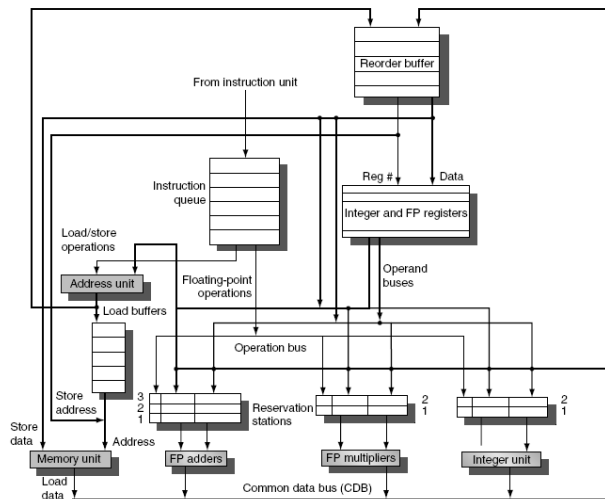 Reorder buffer
From instruction unit
Reg #
Data
Instruction
queue
Integer and FP registers
Load/store
operations
Address unit
Floating-point
operations
Operand
buses
Load buffers
Operation bus
Store
address
3
2
1
Reservation
stations
2
1
2
1
Store
data
Address
Memory unit
FP adders
FP multipliers
Integer unit
Load
data
Common data bus (CDB)